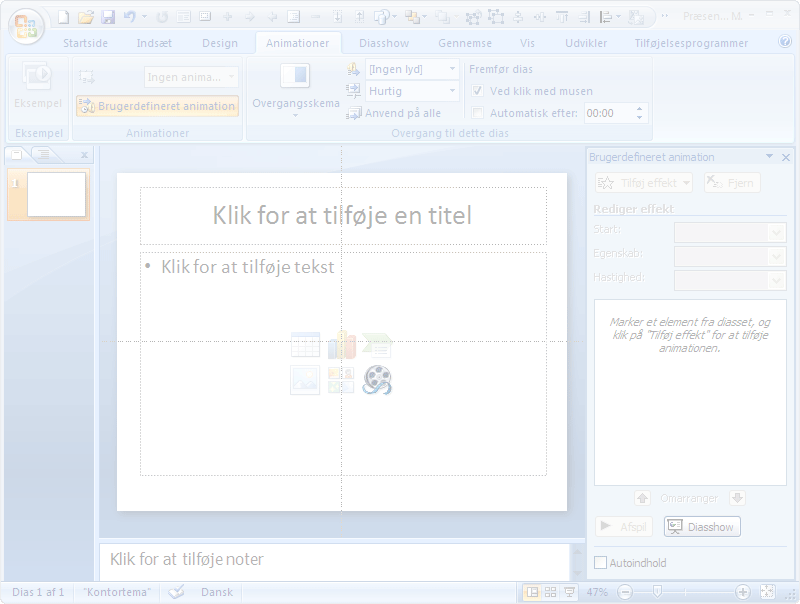 Præsen... M...
Startside Indsæt Design Animationer Diasshow Gennemse Vis Udvikler Tilføjelsesprogrammer
Eksempel
Eksempel
Ingen anima...
Brugerdefineret animation
Animationer
Overgangsskema
[Ingen lyd]
Hurtig
Anvend på alle
Fremfør dias
Ved klik med musen
Automatisk efter: 00:00
Overgang til dette dias
1
Klik for at tilføje en titel
• Klik for at tilføje tekst
Klik for at tilføje noter
Brugerdefineret animation
Tilføj effekt Fjern
Rediger effekt
Start:
Egenskab:
Hastighed:
Marker et element fra diasset, og
klik på "Tilføj effekt" for at tilføje
animationen.
Omarranger
Afspil Diasshow
Autoindhold
Dias 1 af 1 "Kontortema" Dansk 47%